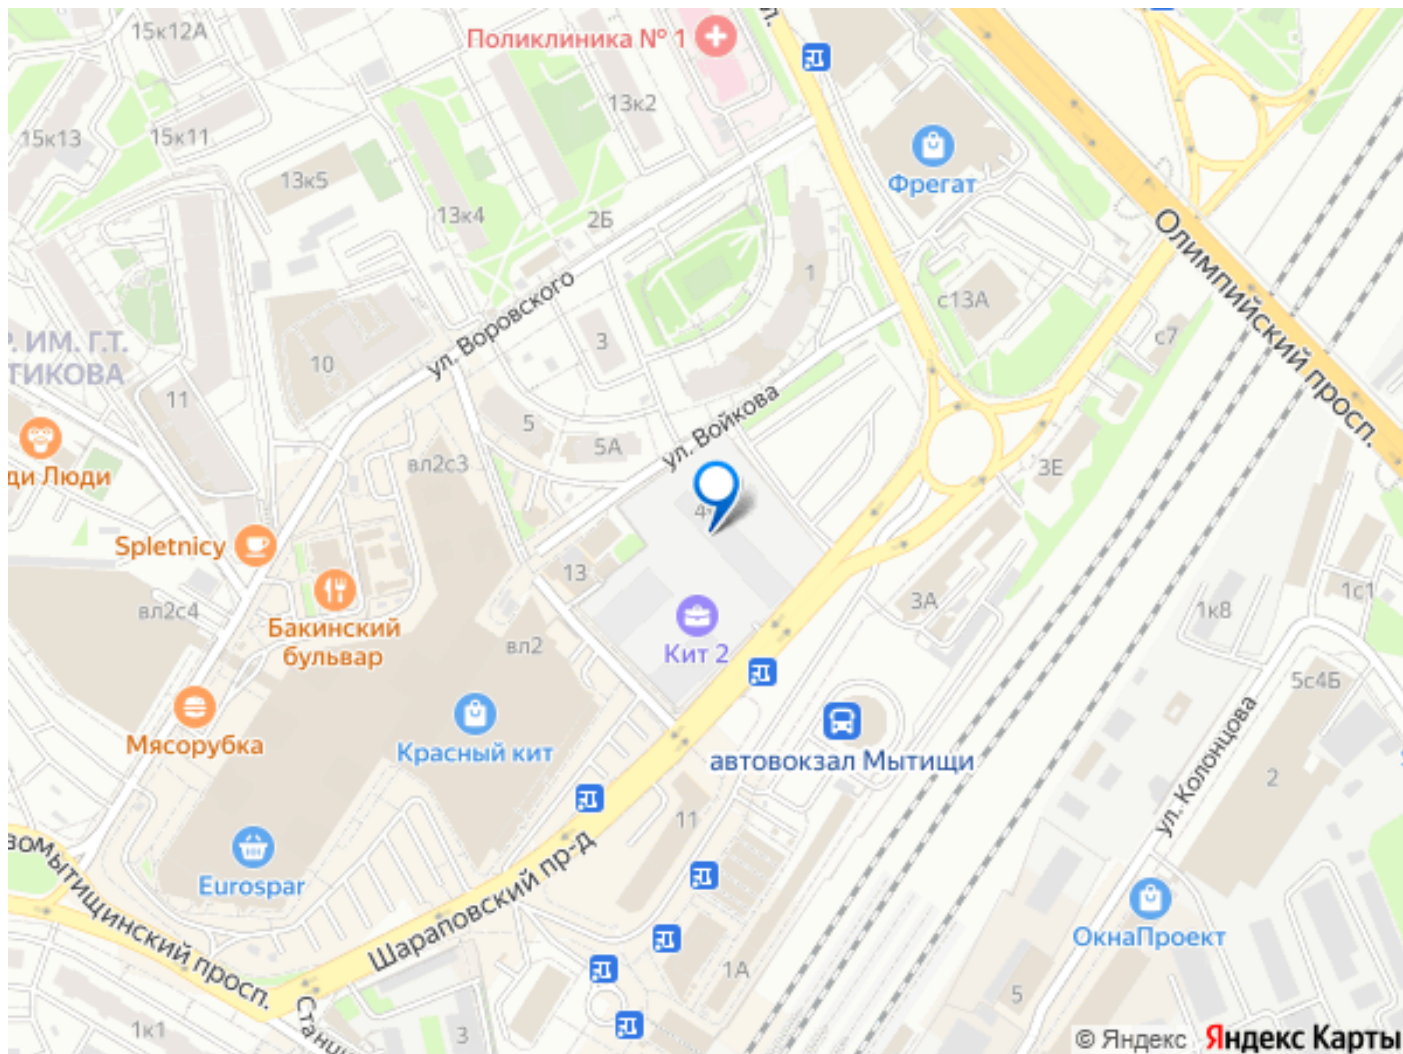 15к12А
Поликлиника № 1
13к2
15к13
15к11
Фрегат
13к5
13к4
2Б
Олимпийский просп.
1
с13А
ул. Воровского
3
с7
Р. ИМ. Г.Т.
ТИКОВА
10
11
ул. Войкова
5
5А
ди Люди
вл2с3
3Е
4
Spletnicy
13
3А
1с1
вл2с4
1к8
Бакинский
бульвар
вл2
Кит 2
5с4Б
Мясорубка
Красный кит
автовокзал Мытищи
ул. Колонцова
2
11
Eurospar
вомытищинский просп.
Шараповский пр-д
ОкнаПроект
1А
5
Станци
1к1
3
© Яндекс Яндекс Карты